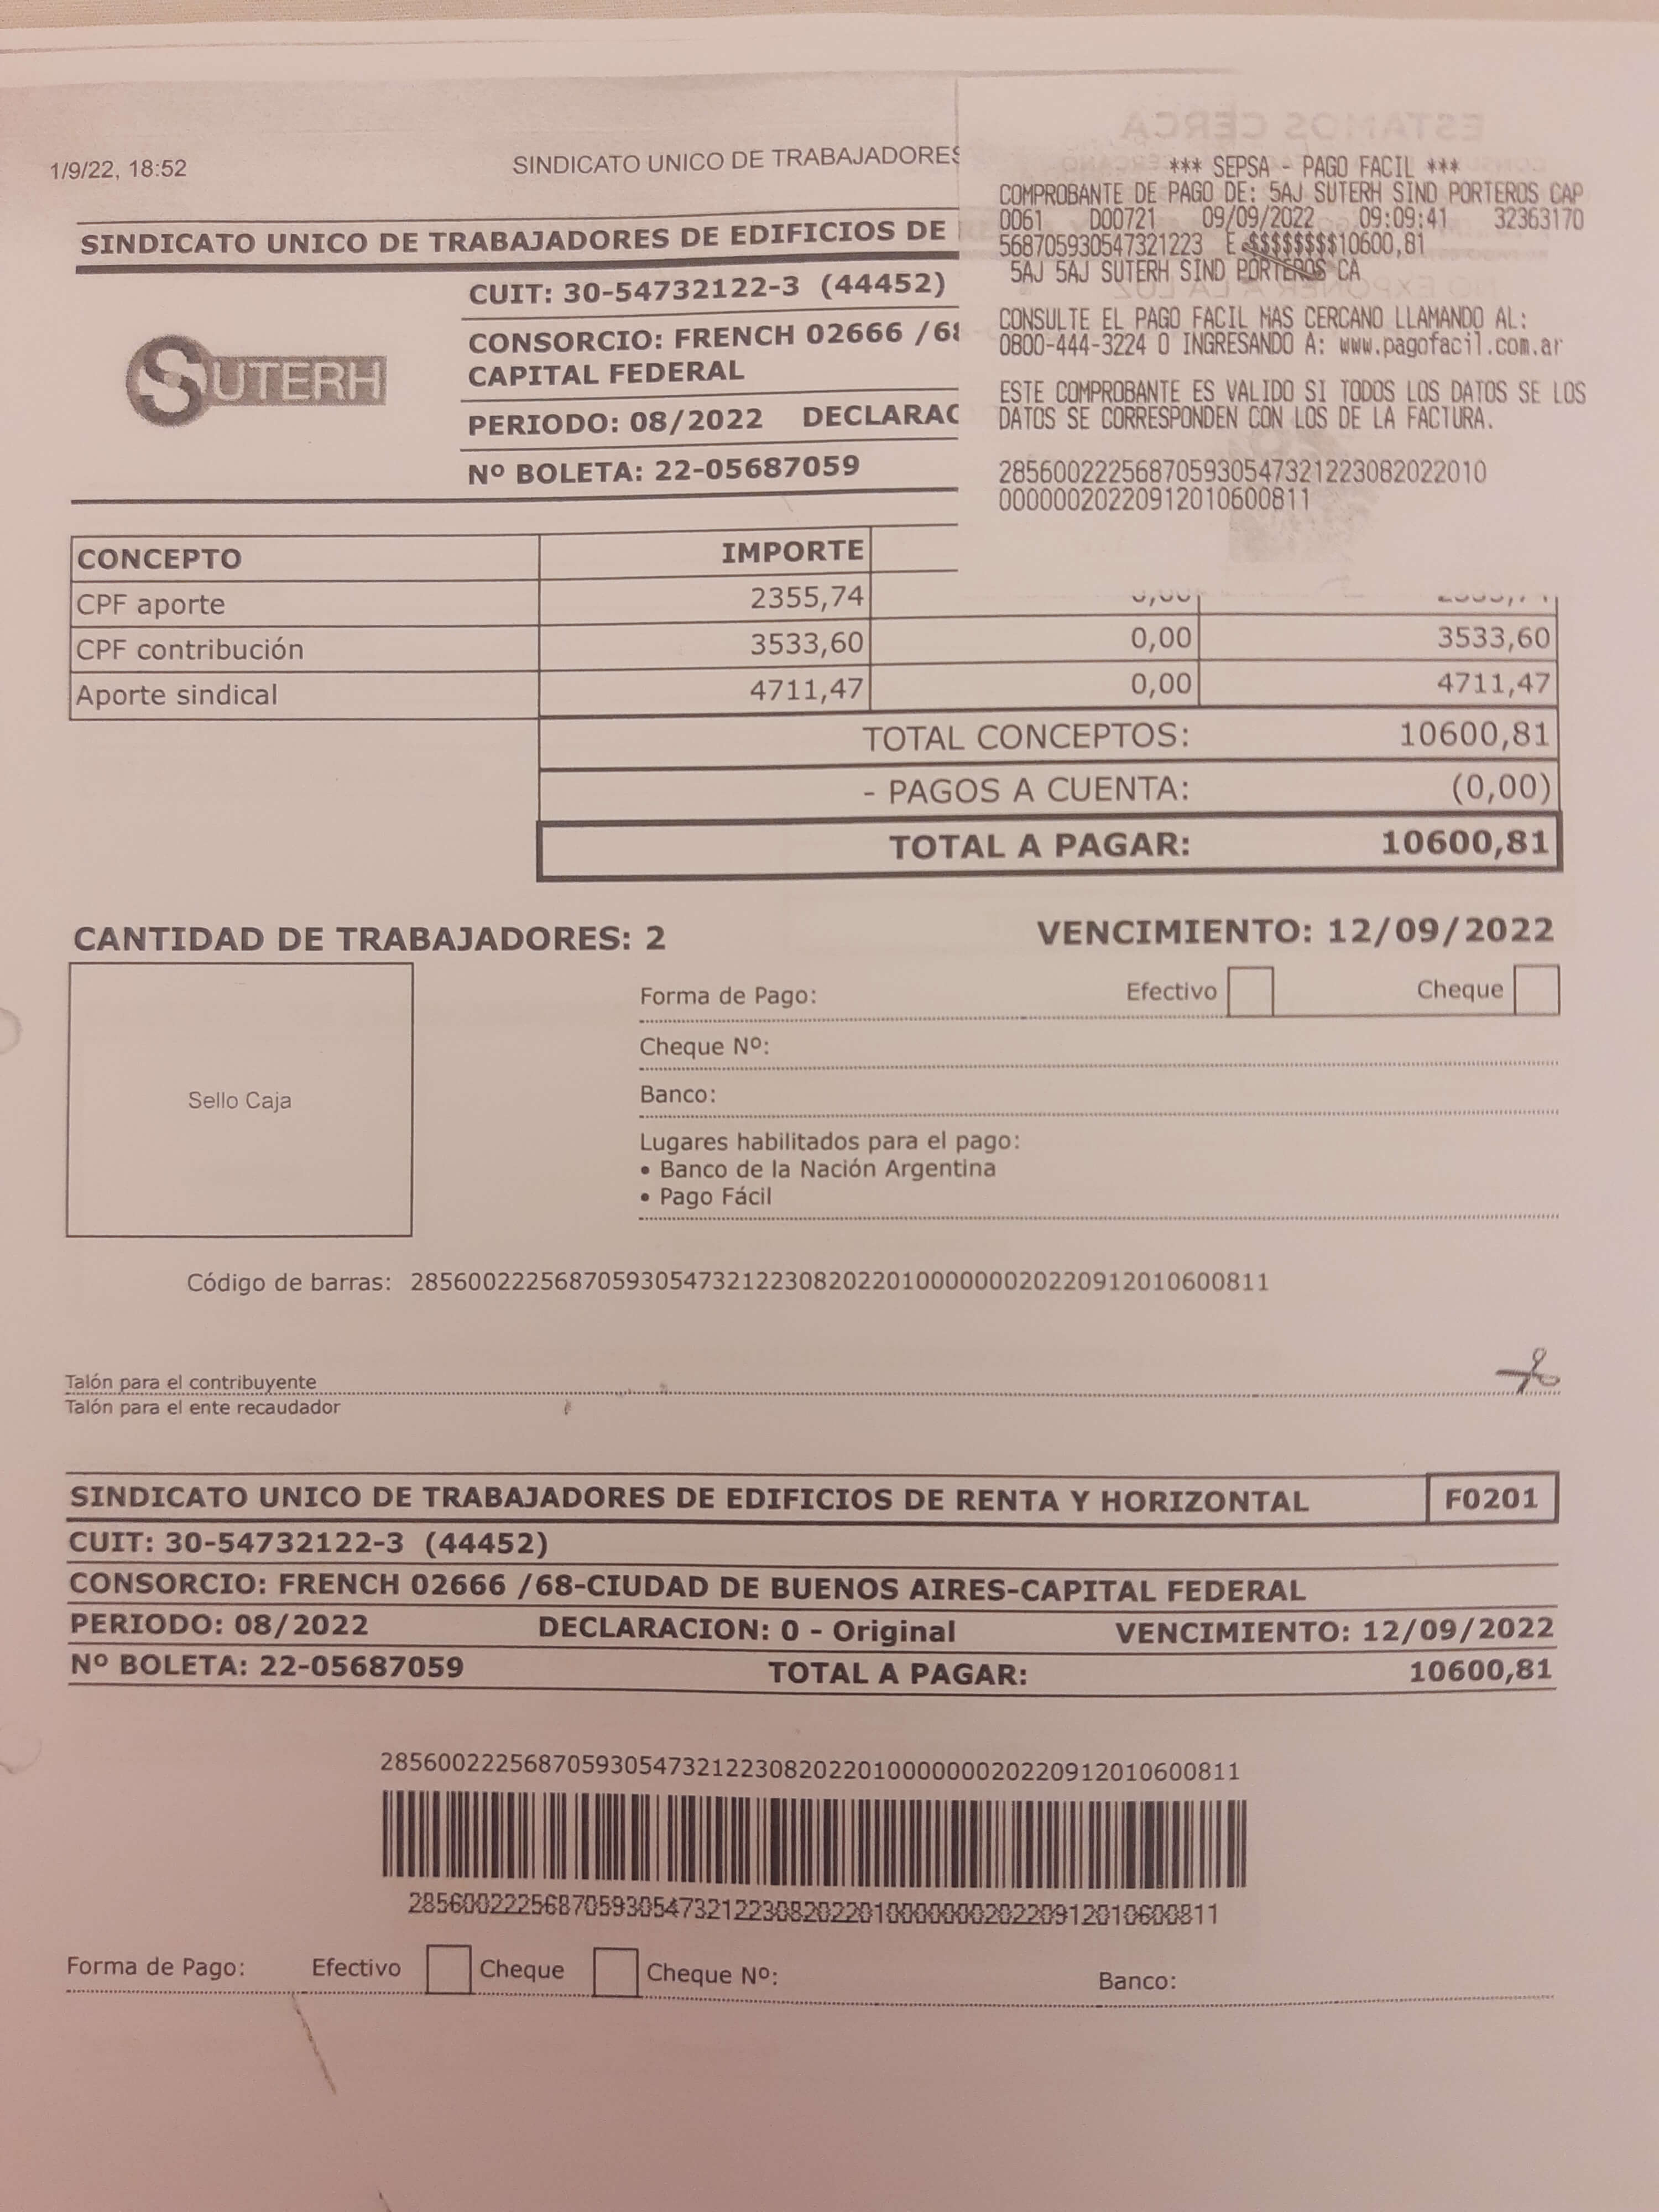 1/9/22, 18:52
SINDICATO UNICO DE TRABAJADORES
ESTAMOS CERCA
*** SEPSA - PAGO FACIL ***
COMPROBANTE DE PAGO DE: 5AJ SUTERH SIND PORTEROS CAP
0061 D00721 09/09/2022 09:09:41 32363170
568705930547321223 E $$$$$$$$10600,81
5AJ 5AJ SUTERH SIND PORTEROS CA
CONSULTE EL PAGO FACIL MAS CERCANO LLAMANDO AL:
0800-444-3224 O INGRESANDO A: www.pagofacil.com.ar
ESTE COMPROBANTE ES VALIDO SI TODOS LOS DATOS SE LOS
DATOS SE CORRESPONDEN CON LOS DE LA FACTURA.
285600222568705930547321223082022010
000000202209120106008​11
SINDICATO UNICO DE TRABAJADORES DE EDIFICIOS DE
SUTERH
CUIT: 30-54732122-3 (44452)
CONSORCIO: FRENCH 02666 /68
CAPITAL FEDERAL
PERIODO: 08/2022 DECLARAC
Nº BOLETA: 22-05687059
CONCEPTO IMPORTE
CPF aporte 2355,74
CPF contribución 3533,60 0,00 3533,60
Aporte sindical 4711,47 0,00 4711,47
TOTAL CONCEPTOS: 10600,81
- PAGOS A CUENTA: (0,00)
TOTAL A PAGAR: 10600,81
CANTIDAD DE TRABAJADORES: 2 VENCIMIENTO: 12/09/2022
Sello Caja
Forma de Pago: Efectivo Cheque
Cheque Nº:
Banco:
Lugares habilitados para el pago:
• Banco de la Nación Argentina
• Pago Fácil
Código de barras: 28560022256870593054732122308202201000000020220912010600811
Talón para el contribuyente
Talón para el ente recaudador
SINDICATO UNICO DE TRABAJADORES DE EDIFICIOS DE RENTA Y HORIZONTAL F0201
CUIT: 30-54732122-3 (44452)
CONSORCIO: FRENCH 02666 /68-CIUDAD DE BUENOS AIRES-CAPITAL FEDERAL
PERIODO: 08/2022 DECLARACION: 0 - Original VENCIMIENTO: 12/09/2022
Nº BOLETA: 22-05687059 TOTAL A PAGAR: 10600,81
28560022256870593054732122308202201000000020220912010600811
28560022256870593054732122308202201000000020220912010600811
Forma de Pago: Efectivo Cheque Cheque Nº: Banco: